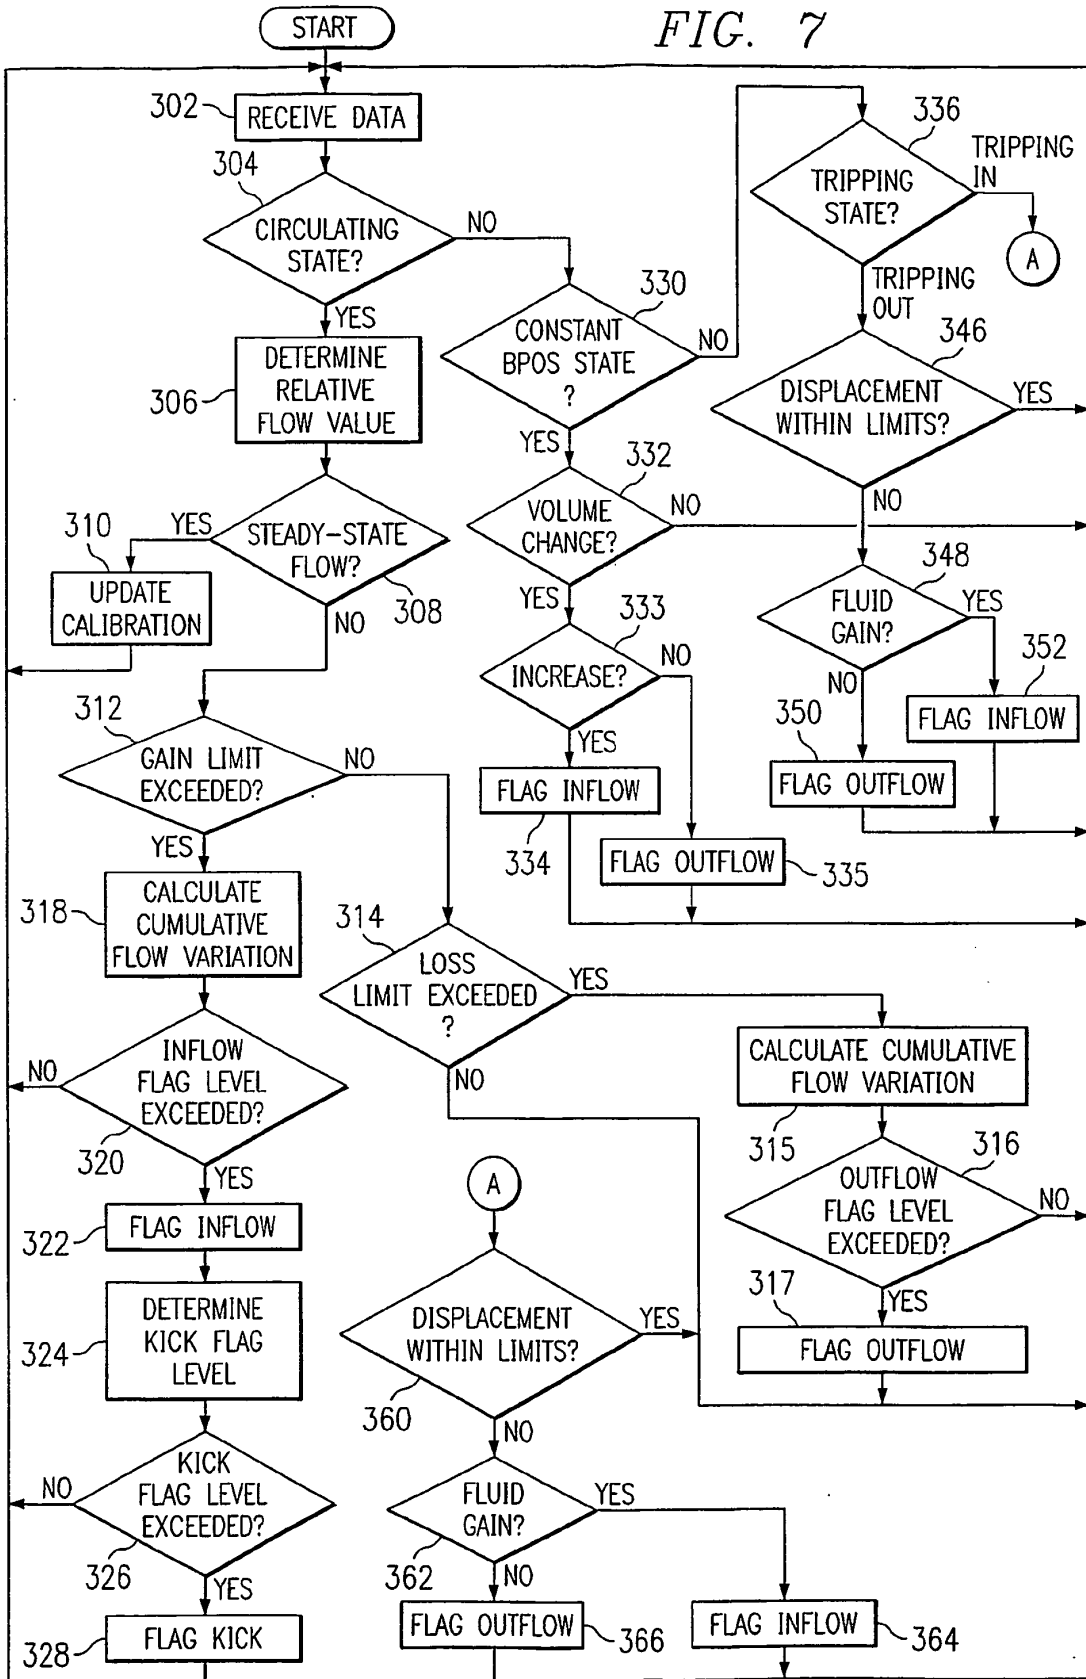 START
FIG. 7
302
RECEIVE DATA
304
CIRCULATING
STATE?
NO
YES
306
DETERMINE
RELATIVE
FLOW VALUE
310
YES
STEADY-STATE
FLOW?
308
NO
UPDATE
CALIBRATION
312
GAIN LIMIT
EXCEEDED?
NO
YES
318
CALCULATE
CUMULATIVE
FLOW VARIATION
NO
INFLOW
FLAG LEVEL
EXCEEDED?
320
YES
322
FLAG INFLOW
324
DETERMINE
KICK FLAG
LEVEL
NO
KICK
FLAG LEVEL
EXCEEDED?
326
YES
328
FLAG KICK
330
CONSTANT
BPOS STATE
?
NO
YES
332
VOLUME
CHANGE?
NO
YES
333
INCREASE?
NO
YES
FLAG INFLOW
334
FLAG OUTFLOW
335
336
TRIPPING
STATE?
TRIPPING
IN
A
TRIPPING
OUT
346
DISPLACEMENT
WITHIN LIMITS?
YES
NO
348
FLUID
GAIN?
YES
NO
352
FLAG INFLOW
350
FLAG OUTFLOW
314
LOSS
LIMIT EXCEEDED
?
YES
NO
CALCULATE CUMULATIVE
FLOW VARIATION
315
316
OUTFLOW
FLAG LEVEL
EXCEEDED?
NO
YES
317
FLAG OUTFLOW
A
DISPLACEMENT
WITHIN LIMITS?
YES
360
NO
FLUID
GAIN?
YES
362
NO
FLAG OUTFLOW
366
FLAG INFLOW
364